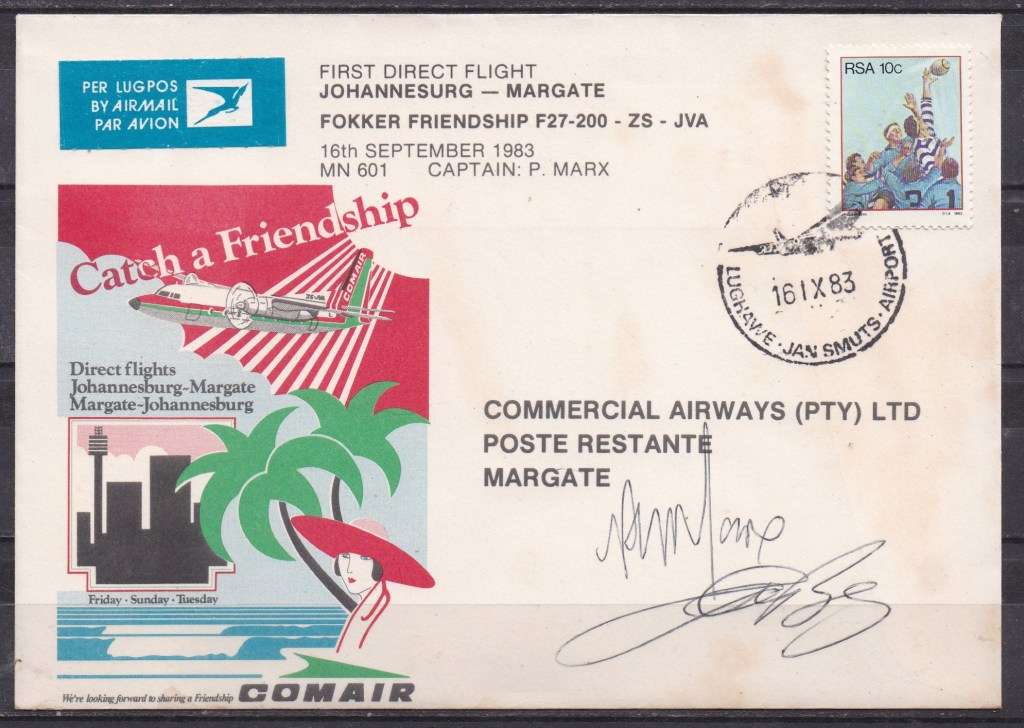 PER LUGPOS
BY AIRMAIL
PAR AVION
FIRST DIRECT FLIGHT
JOHANNESURG — MARGATE
FOKKER FRIENDSHIP F27-200 - ZS - JVA
16th SEPTEMBER 1983
MN 601 CAPTAIN: P. MARX
RSA 10c
LUGHAWE · JAN SMUTS · AIRPORT
16 IX 83
Catch a Friendship
COMAIR
Direct flights
Johannesburg-Margate
Margate-Johannesburg
Friday · Sunday · Tuesday
COMMERCIAL AIRWAYS (PTY) LTD
POSTE RESTANTE
MARGATE
Marx
We're looking forward to sharing a Friendship
COMAIR